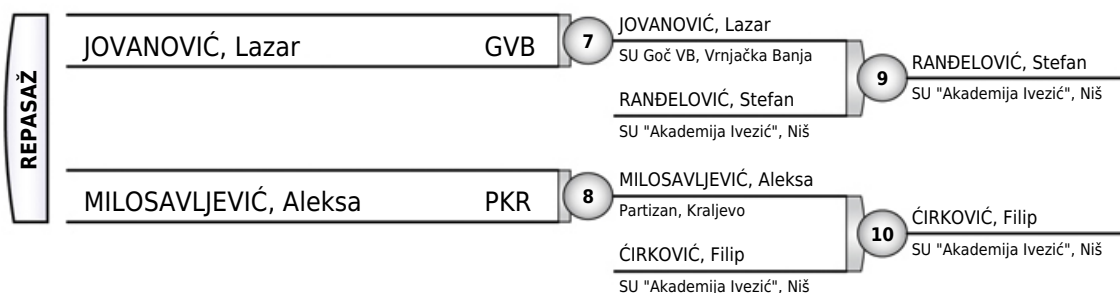 REPASAŽ
JOVANOVIĆ, Lazar GVB
7
JOVANOVIĆ, Lazar
SU Goč VB, Vrnjačka Banja
RANĐELOVIĆ, Stefan
SU "Akademija Ivezić", Niš
9
RANĐELOVIĆ, Stefan
SU "Akademija Ivezić", Niš
MILOSAVLJEVIĆ, Aleksa PKR
8
MILOSAVLJEVIĆ, Aleksa
Partizan, Kraljevo
ĆIRKOVIĆ, Filip
SU "Akademija Ivezić", Niš
10
ĆIRKOVIĆ, Filip
SU "Akademija Ivezić", Niš